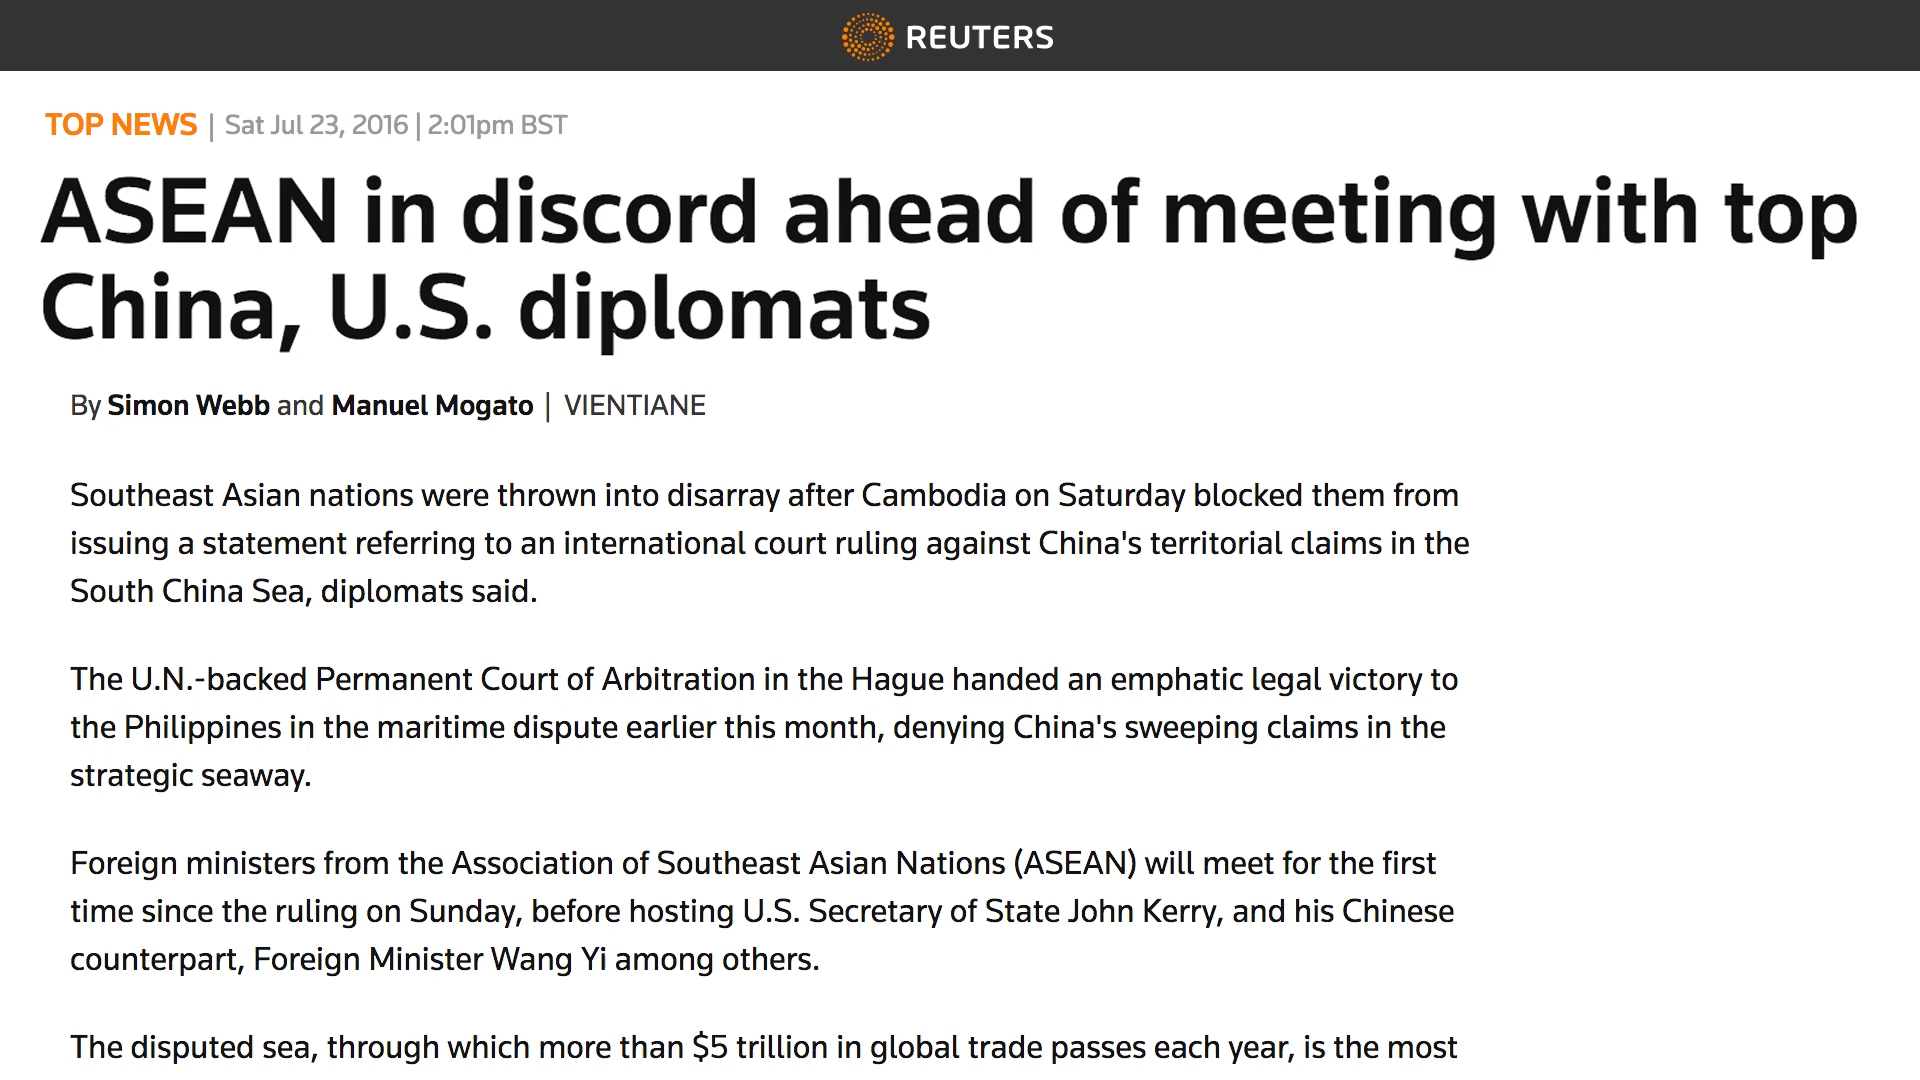 REUTERS
TOP NEWS | Sat Jul 23, 2016 | 2:01pm BST
ASEAN in discord ahead of meeting with top
China, U.S. diplomats
By Simon Webb and Manuel Mogato | VIENTIANE
Southeast Asian nations were thrown into disarray after Cambodia on Saturday blocked them from
issuing a statement referring to an international court ruling against China's territorial claims in the
South China Sea, diplomats said.
The U.N.-backed Permanent Court of Arbitration in the Hague handed an emphatic legal victory to
the Philippines in the maritime dispute earlier this month, denying China's sweeping claims in the
strategic seaway.
Foreign ministers from the Association of Southeast Asian Nations (ASEAN) will meet for the first
time since the ruling on Sunday, before hosting U.S. Secretary of State John Kerry, and his Chinese
counterpart, Foreign Minister Wang Yi among others.
The disputed sea, through which more than $5 trillion in global trade passes each year, is the most